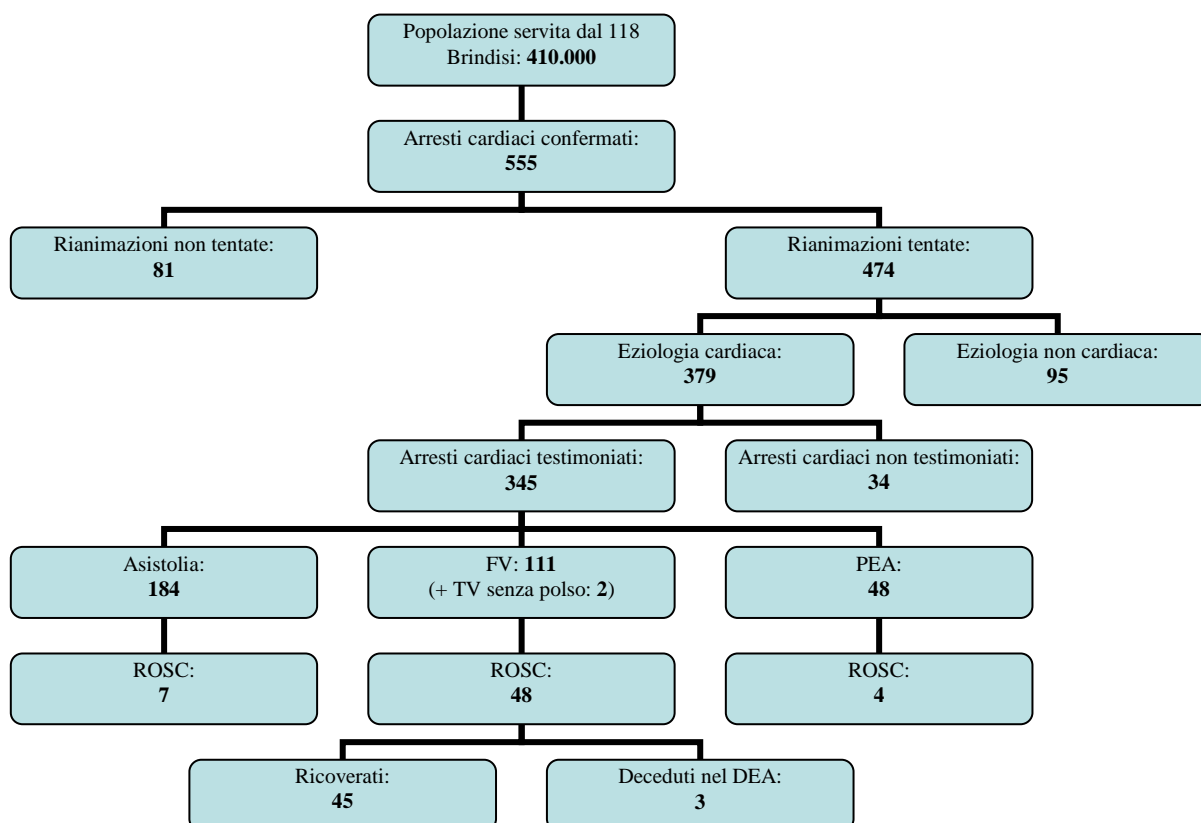 Popolazione servita dal 118
Brindisi: 410.000
Arresti cardiaci confermati:
555
Rianimazioni non tentate:
81
Rianimazioni tentate:
474
Eziologia cardiaca:
379
Eziologia non cardiaca:
95
Arresti cardiaci testimoniati:
345
Arresti cardiaci non testimoniati:
34
Asistolia:
184
FV: 111
(+ TV senza polso: 2)
PEA:
48
ROSC:
7
ROSC:
48
ROSC:
4
Ricoverati:
45
Deceduti nel DEA:
3